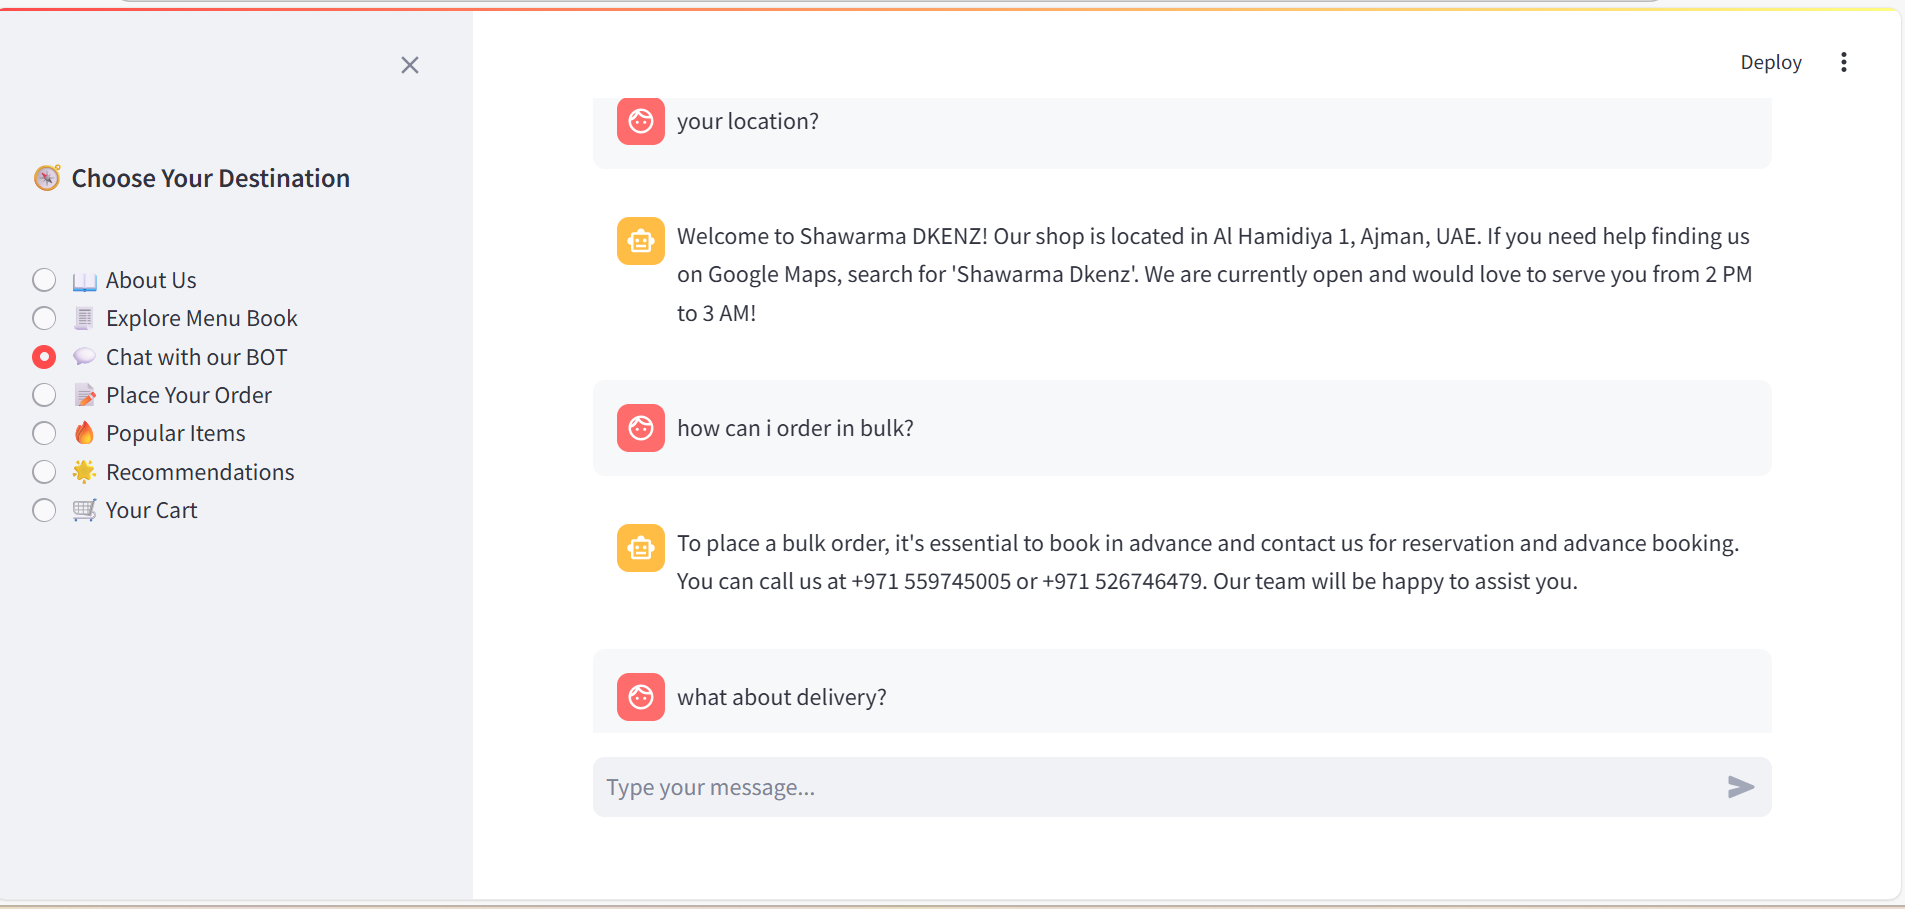 Deploy
Choose Your Destination
About Us
Explore Menu Book
Chat with our BOT
Place Your Order
Popular Items
Recommendations
Your Cart
your location?
Welcome to Shawarma DKENZ! Our shop is located in Al Hamidiya 1, Ajman, UAE. If you need help finding us
on Google Maps, search for 'Shawarma Dkenz'. We are currently open and would love to serve you from 2 PM
to 3 AM!
how can i order in bulk?
To place a bulk order, it's essential to book in advance and contact us for reservation and advance booking.
You can call us at +971 559745005 or +971 526746479. Our team will be happy to assist you.
what about delivery?
Type your message...